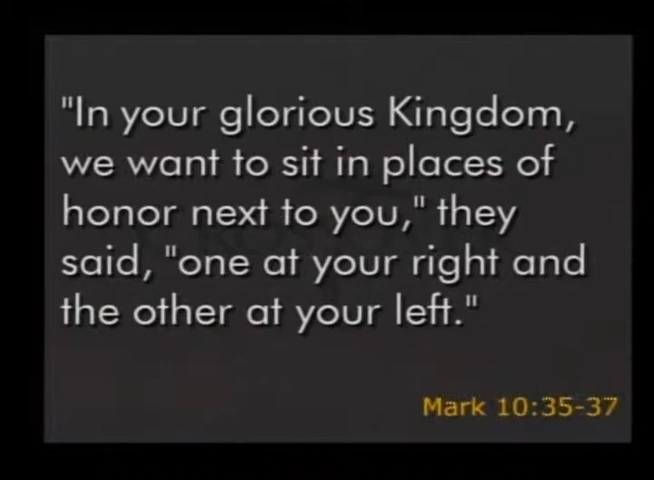 "In your glorious Kingdom,
we want to sit in places of
honor next to you," they
said, "one at your right and
the other at your left."
Mark 10:35-37